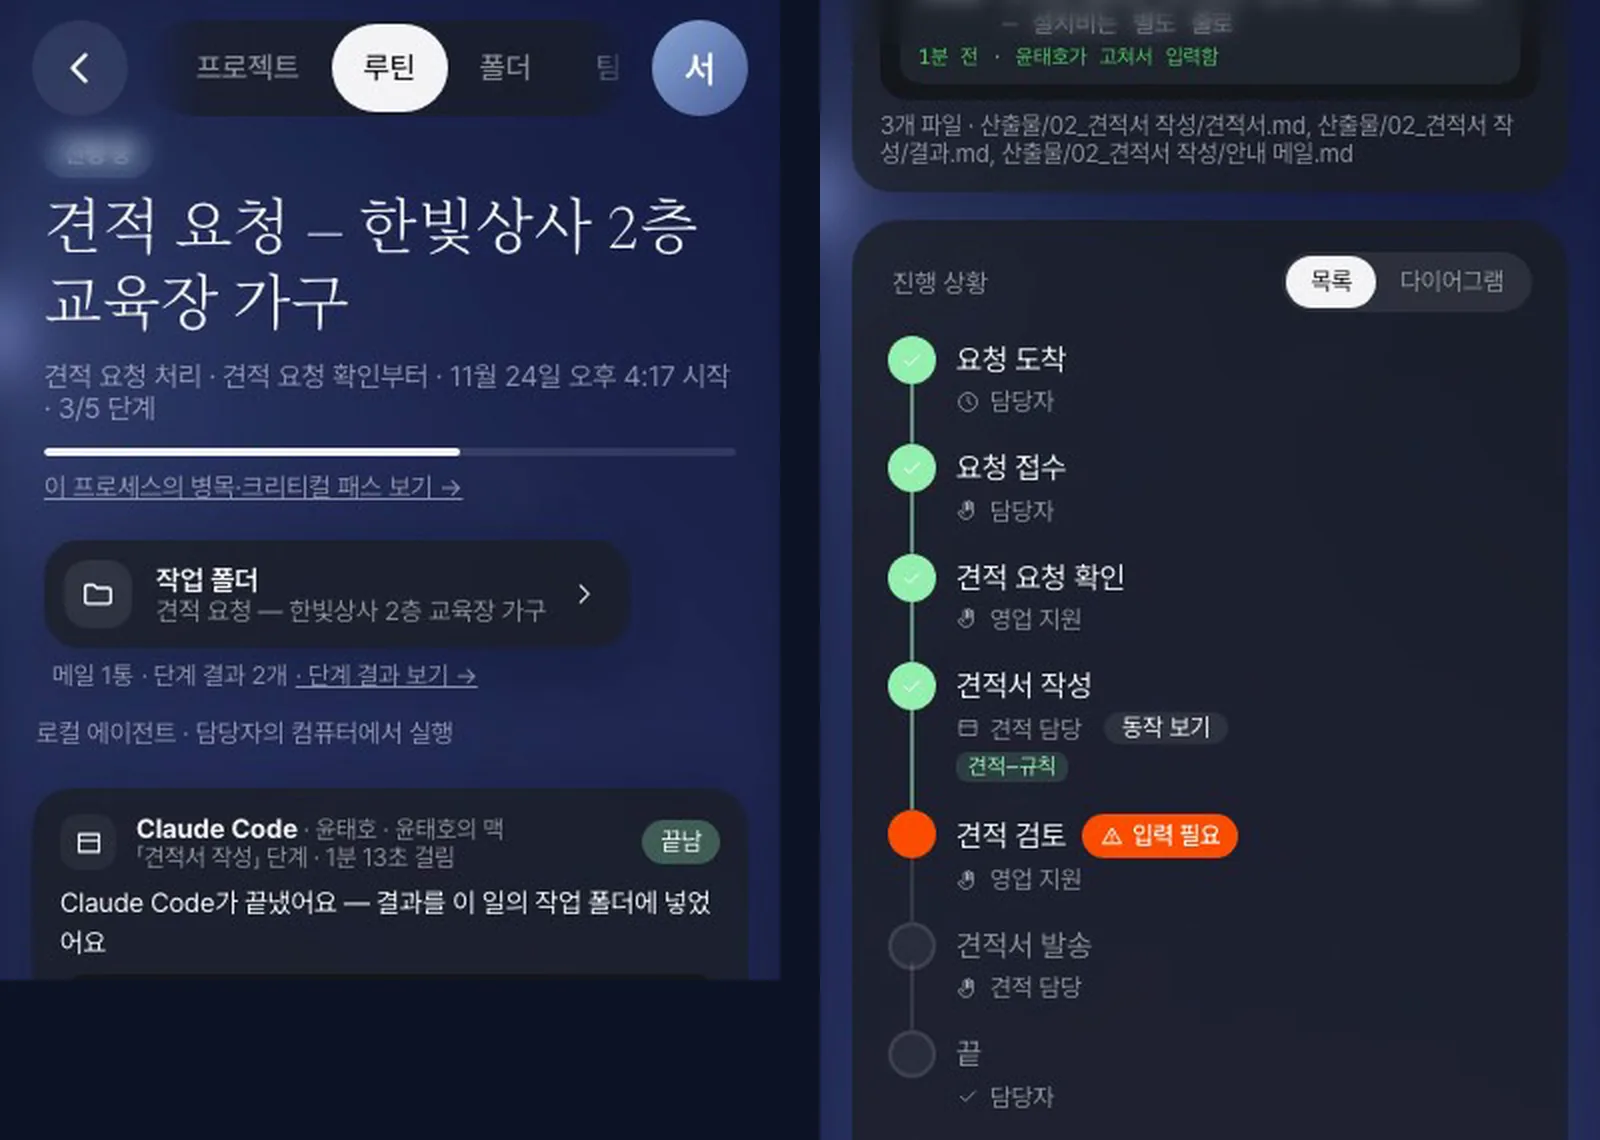 프로젝트
루틴
폴더
팀
서
견적 요청 – 한빛상사 2층
교육장 가구
견적 요청 처리 · 견적 요청 확인부터 · 11월 24일 오후 4:17 시작
· 3/5 단계
이 프로세스의 병목·크리티컬 패스 보기 →
작업 폴더
견적 요청 — 한빛상사 2층 교육장 가구
메일 1통 · 단계 결과 2개 · 단계 결과 보기 →
로컬 에이전트 · 담당자의 컴퓨터에서 실행
Claude Code · 윤태호 · 윤태호의 맥
「견적서 작성」 단계 · 1분 13초 걸림
끝남
Claude Code가 끝냈어요 — 결과를 이 일의 작업 폴더에 넣었
어요
– 설치비는 별도 줄로
1분 전 · 윤태호가 고쳐서 입력함
3개 파일 · 산출물/02_견적서 작성/견적서.md, 산출물/02_견적서 작
성/결과.md, 산출물/02_견적서 작성/안내 메일.md
진행 상황
목록
다이어그램
요청 도착
담당자
요청 접수
담당자
견적 요청 확인
영업 지원
견적서 작성
견적 담당
동작 보기
견적–규칙
견적 검토
입력 필요
영업 지원
견적서 발송
견적 담당
끝
담당자